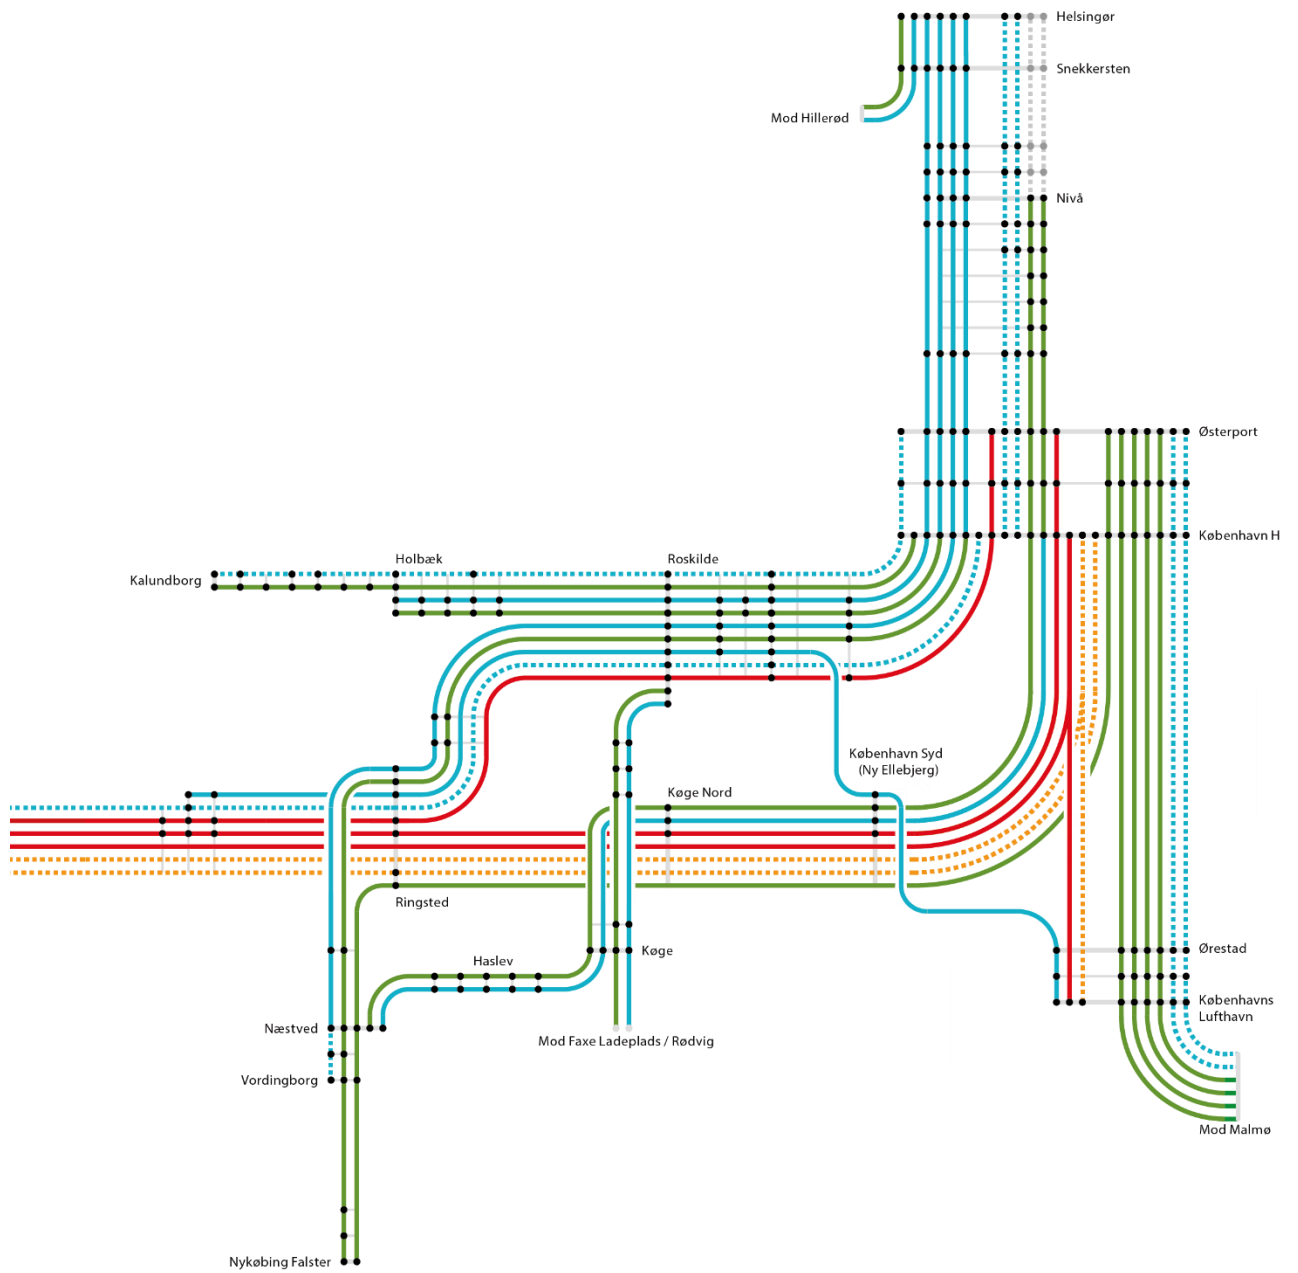 Helsingør
Snekkersten
Mod Hillerød
Nivå
Østerport
København H
Holbæk
Roskilde
Kalundborg
København Syd
(Ny Ellebjerg)
Køge Nord
Ringsted
Køge
Ørestad
Haslev
Københavns
Lufthavn
Næstved
Mod Faxe Ladeplads / Rødvig
Vordingborg
Mod Malmø
Nykøbing Falster